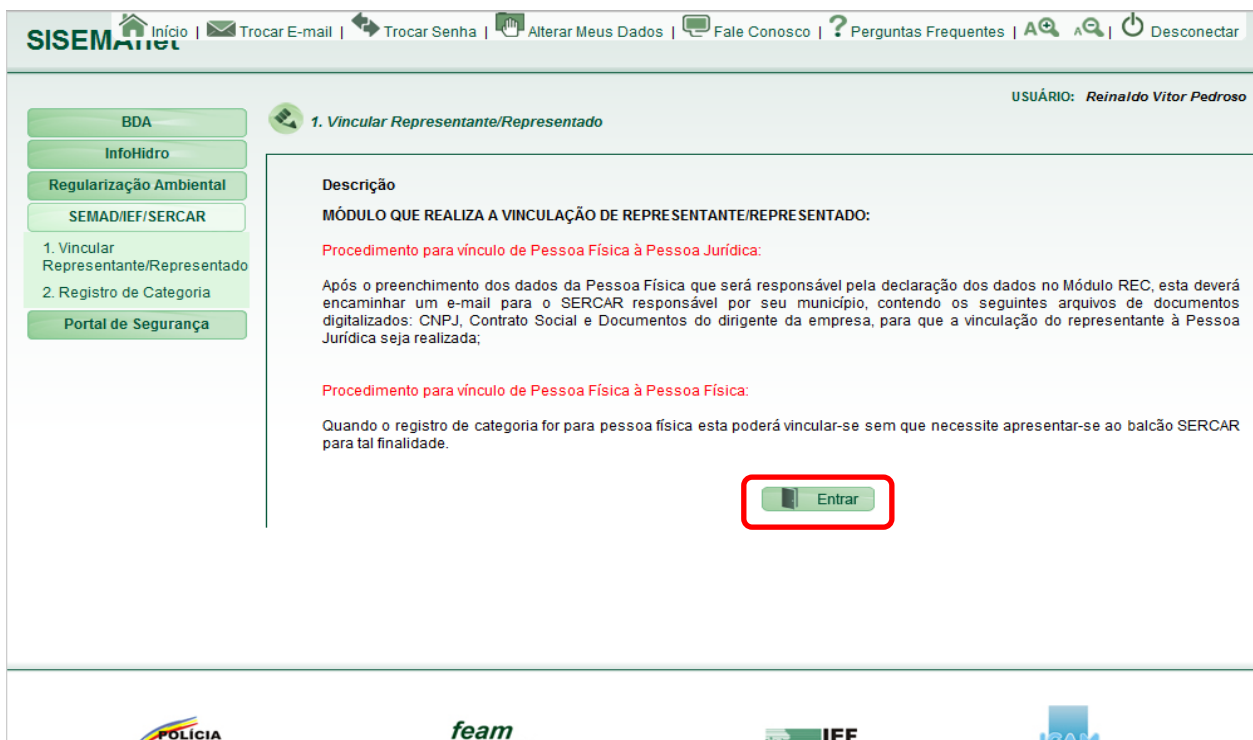 SISEMAnet
Início | Trocar E-mail | Trocar Senha | Alterar Meus Dados | Fale Conosco | ? Perguntas Frequentes | A A | Desconectar
USUÁRIO: Reinaldo Vitor Pedroso
BDA
InfoHidro
Regularização Ambiental
SEMAD/IEF/SERCAR
1. Vincular
Representante/Representado
2. Registro de Categoria
Portal de Segurança
1. Vincular Representante/Representado
Descrição
MÓDULO QUE REALIZA A VINCULAÇÃO DE REPRESENTANTE/REPRESENTADO:
Procedimento para vínculo de Pessoa Física à Pessoa Jurídica:
Após o preenchimento dos dados da Pessoa Física que será responsável pela declaração dos dados no Módulo REC, esta deverá
encaminhar um e-mail para o SERCAR responsável por seu município, contendo os seguintes arquivos de documentos
digitalizados: CNPJ, Contrato Social e Documentos do dirigente da empresa, para que a vinculação do representante à Pessoa
Jurídica seja realizada;
Procedimento para vínculo de Pessoa Física à Pessoa Física:
Quando o registro de categoria for para pessoa física esta poderá vincular-se sem que necessite apresentar-se ao balcão SERCAR
para tal finalidade.
Entrar
POLÍCIA
feam
IEF
IGAM